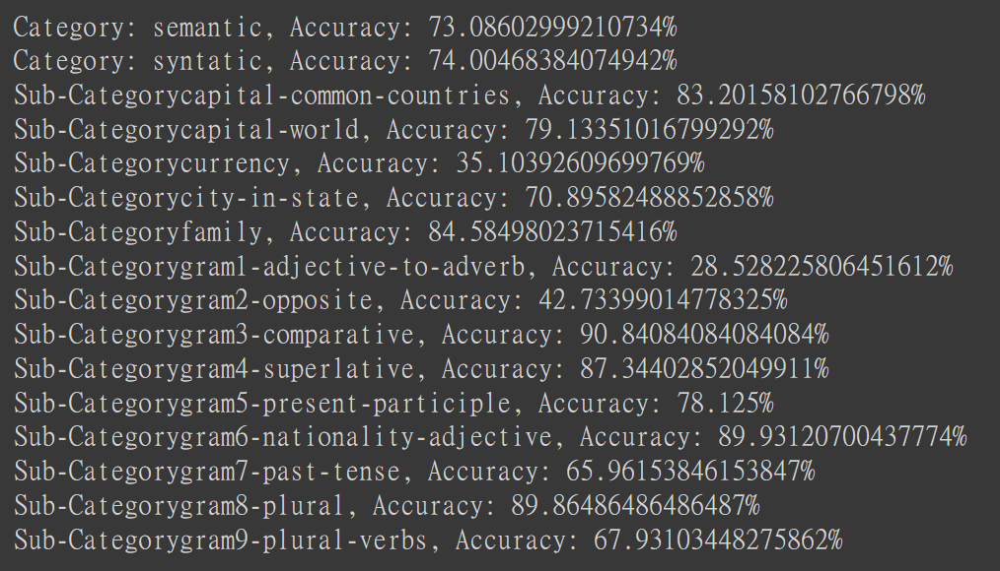 Category: semantic, Accuracy: 73.08602999210734%
Category: syntatic, Accuracy: 74.00468384074942%
Sub-Categorycapital-common-countries, Accuracy: 83.20158102766798%
Sub-Categorycapital-world, Accuracy: 79.13351016799292%
Sub-Categorycurrency, Accuracy: 35.10392609699769%
Sub-Categorycity-in-state, Accuracy: 70.89582488852858%
Sub-Categoryfamily, Accuracy: 84.58498023715416%
Sub-Categorygram1-adjective-to-adverb, Accuracy: 28.528225806451612%
Sub-Categorygram2-opposite, Accuracy: 42.73399014778325%
Sub-Categorygram3-comparative, Accuracy: 90.84084084084084%
Sub-Categorygram4-superlative, Accuracy: 87.34402852049911%
Sub-Categorygram5-present-participle, Accuracy: 78.125%
Sub-Categorygram6-nationality-adjective, Accuracy: 89.93120700437774%
Sub-Categorygram7-past-tense, Accuracy: 65.96153846153847%
Sub-Categorygram8-plural, Accuracy: 89.86486486486487%
Sub-Categorygram9-plural-verbs, Accuracy: 67.93103448275862%